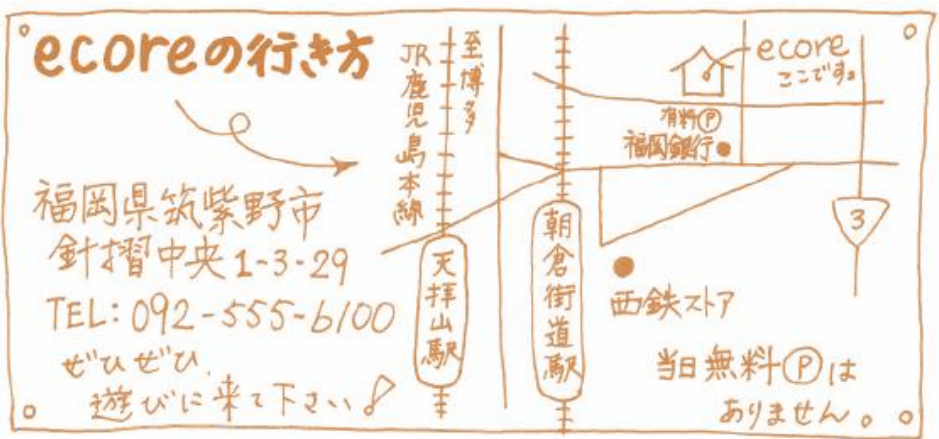 ecoreの行き方
福岡県筑紫野市
針摺中央1-3-29
TEL:092-555-6100
ぜひぜひ、
遊びに来て下さい!
JR鹿児島本線
至博多
天拝山駅
朝倉街道駅
ecore
ここです。
有料Ⓟ
福岡銀行
3
西鉄ストア
当日無料Ⓟは
ありません。